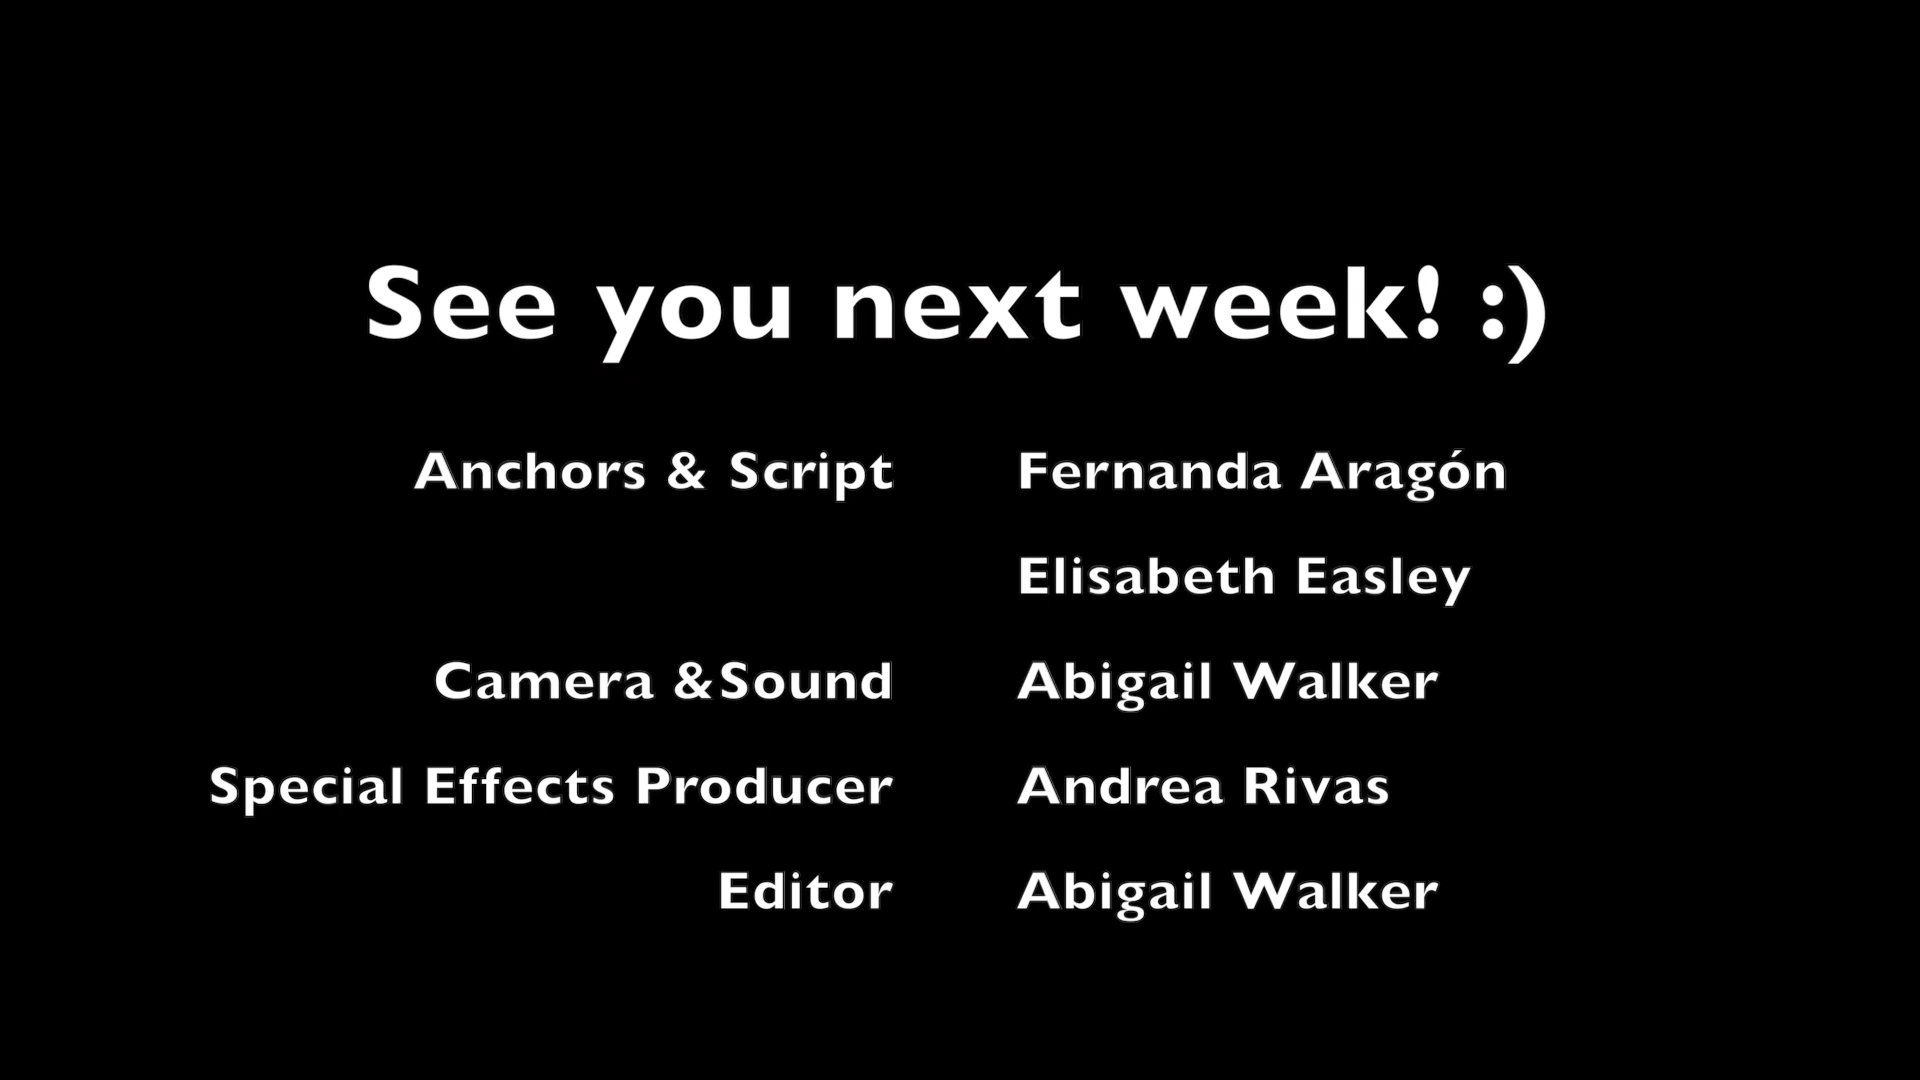 See you next week! :)
Anchors & Script Fernanda Aragón
Elisabeth Easley
Camera &Sound Abigail Walker
Special Effects Producer Andrea Rivas
Editor Abigail Walker